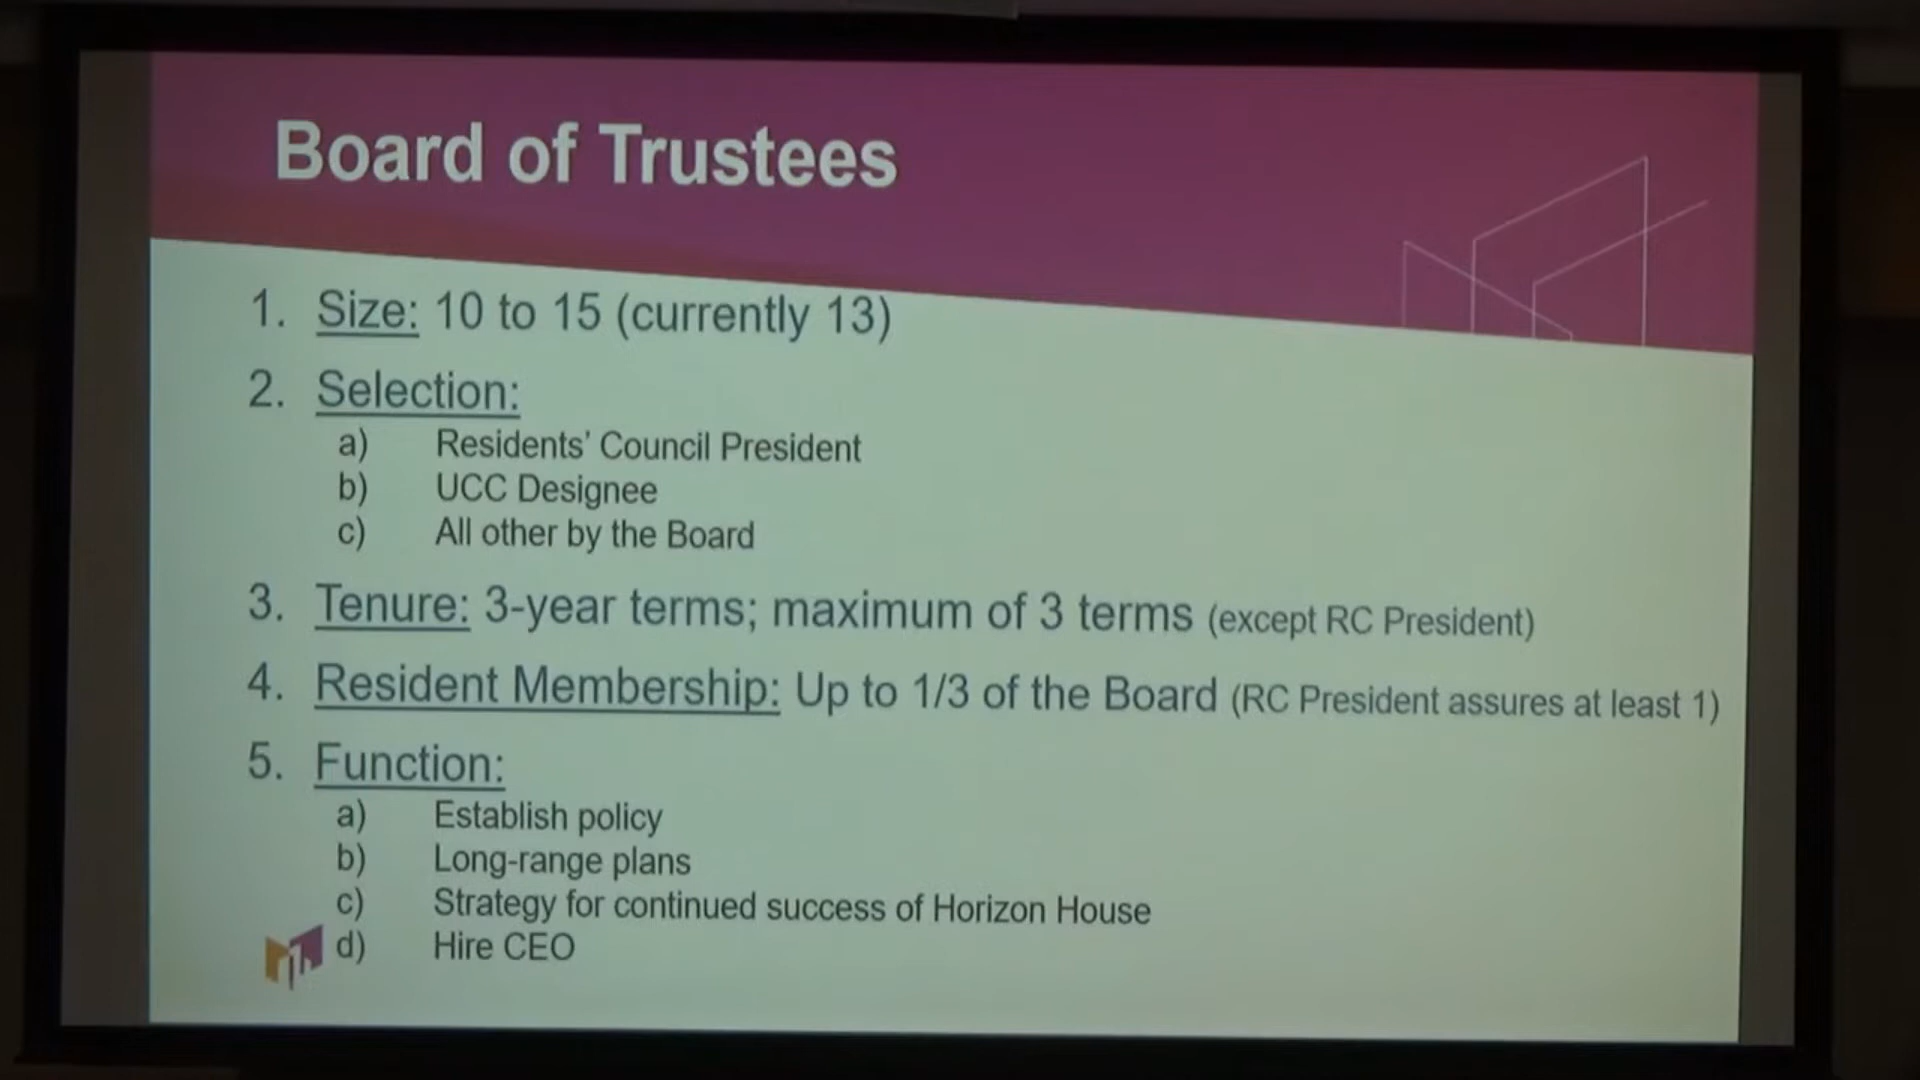 Board of Trustees
1. Size: 10 to 15 (currently 13)
2. Selection:
a) Residents' Council President
b) UCC Designee
c) All other by the Board
3. Tenure: 3-year terms; maximum of 3 terms (except RC President)
4. Resident Membership: Up to 1/3 of the Board (RC President assures at least 1)
5. Function:
a) Establish policy
b) Long-range plans
c) Strategy for continued success of Horizon House
d) Hire CEO